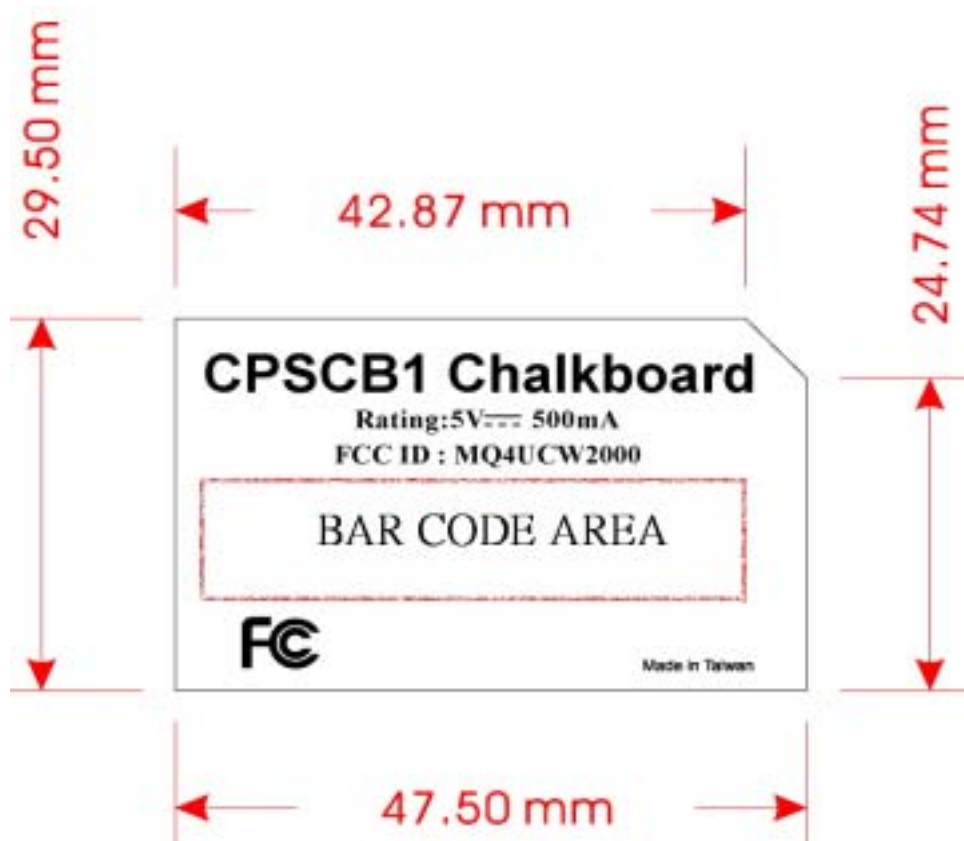 29.50 mm
42.87 mm
24.74 mm
CPSCB1 Chalkboard
Rating:5V⎓ 500mA
FCC ID : MQ4UCW2000
BAR CODE AREA
FC
Made in Taiwan
47.50 mm